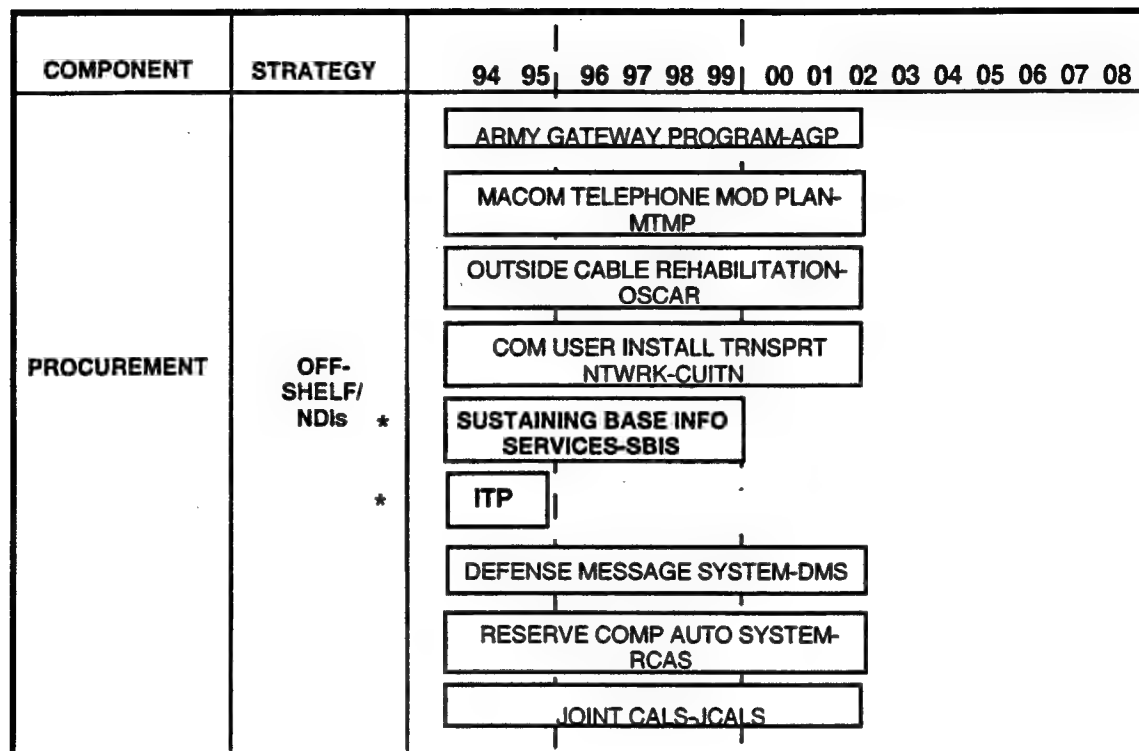 COMPONENT STRATEGY 94 95 96 97 98 99 00 01 02 03 04 05 06 07 08
ARMY GATEWAY PROGRAM-AGP
MACOM TELEPHONE MOD PLAN-
MTMP
OUTSIDE CABLE REHABILITATION-
OSCAR
PROCUREMENT
OFF-
SHELF/
NDIs *
COM USER INSTALL TRNSPRT
NTWRK-CUITN
SUSTAINING BASE INFO
SERVICES-SBIS
* ITP
DEFENSE MESSAGE SYSTEM-DMS
RESERVE COMP AUTO SYSTEM-
RCAS
JOINT CALS-JCALS